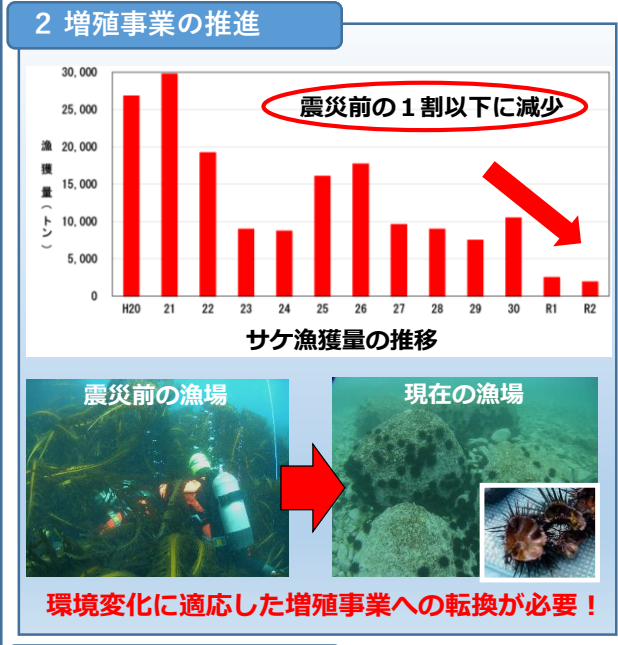 ２ 増殖事業の推進
30,000
25,000
20,000
15,000
10,000
5,000
0
漁獲量（トン）
震災前の１割以下に減少
H20 21 22 23 24 25 26 27 28 29 30 R1 R2
サケ漁獲量の推移
震災前の漁場
現在の漁場
環境変化に適応した増殖事業への転換が必要！